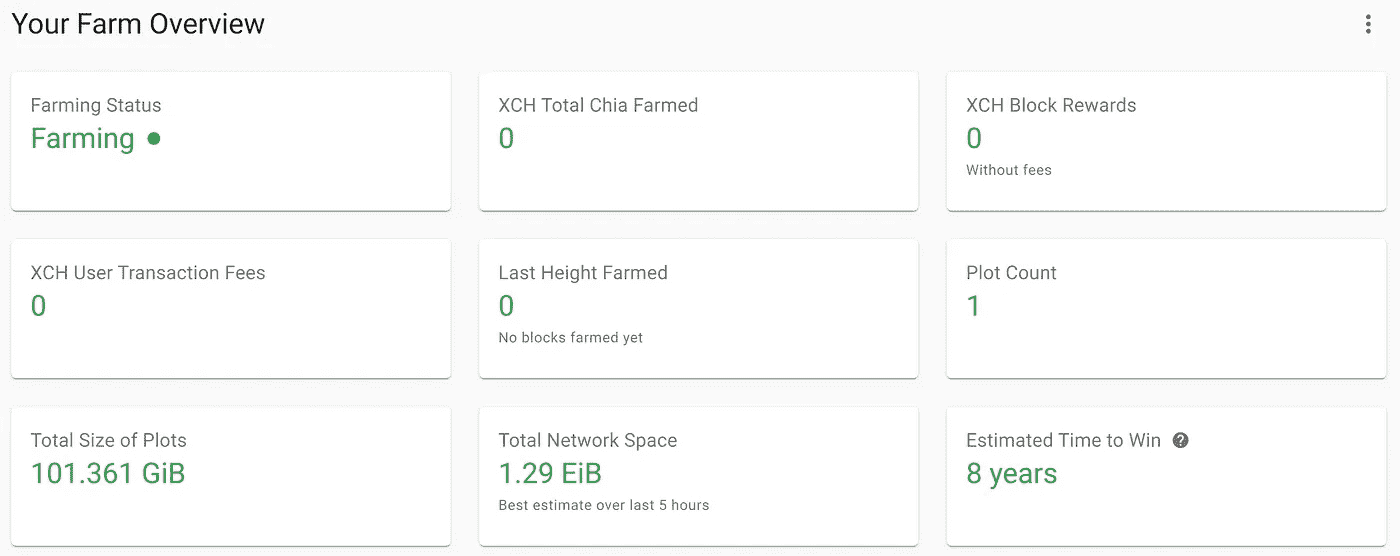 Your Farm Overview
Farming Status
Farming
XCH Total Chia Farmed
0
XCH Block Rewards
0
Without fees
XCH User Transaction Fees
0
Last Height Farmed
0
No blocks farmed yet
Plot Count
1
Total Size of Plots
101.361 GiB
Total Network Space
1.29 EiB
Best estimate over last 5 hours
Estimated Time to Win ?
8 years